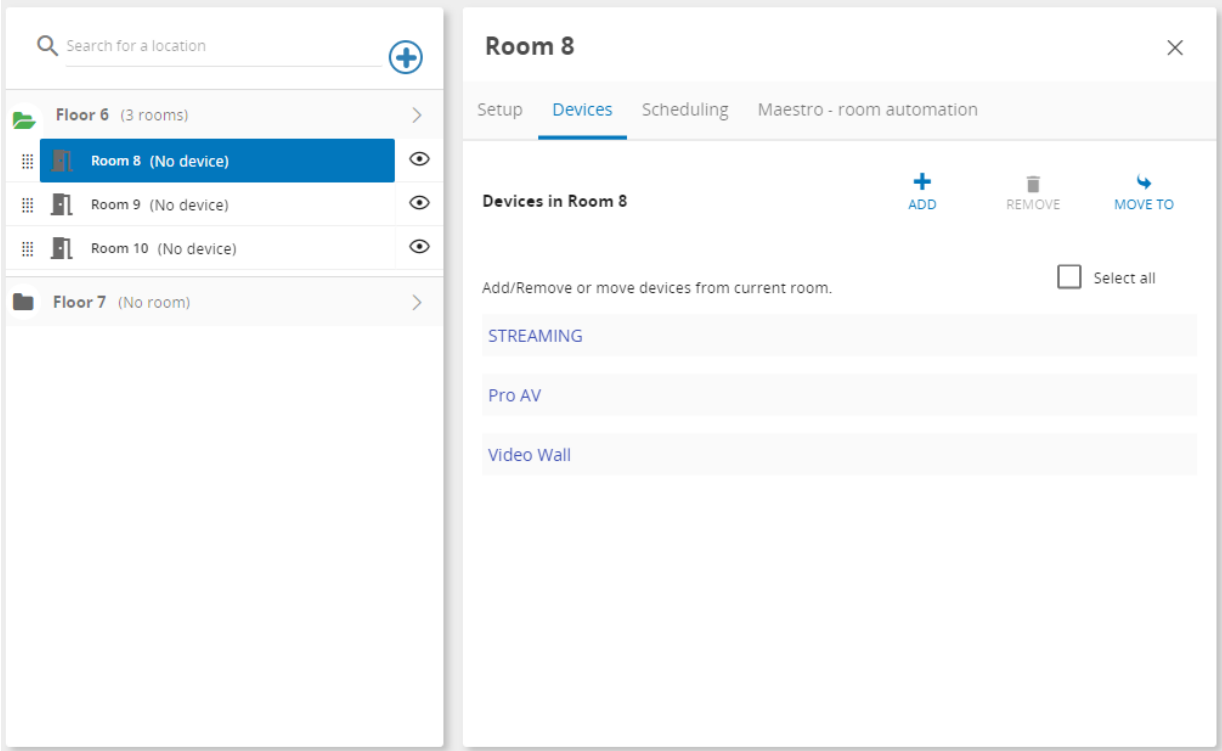 Search for a location
Floor 6 (3 rooms)
Room 8 (No device)
Room 9 (No device)
Room 10 (No device)
Floor 7 (No room)
Room 8
Setup Devices Scheduling Maestro - room automation
Devices in Room 8
ADD REMOVE MOVE TO
Add/Remove or move devices from current room.
Select all
STREAMING
Pro AV
Video Wall